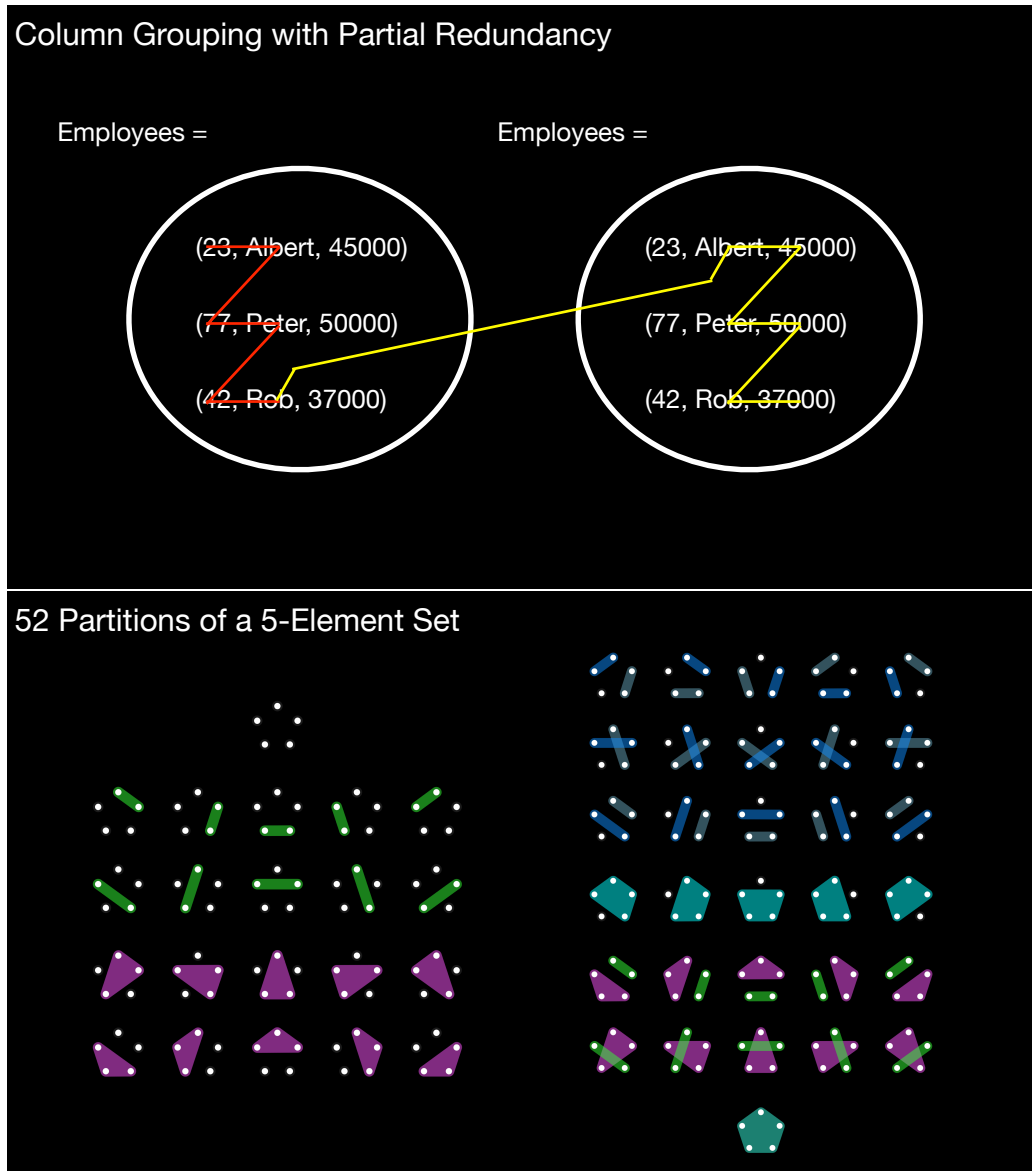 Column Grouping with Partial Redundancy
Employees =
Employees =
(23, Albert, 45000)
(77, Peter, 50000)
(42, Rob, 37000)
(23, Albert, 45000)
(77, Peter, 50000)
(42, Rob, 37000)
52 Partitions of a 5-Element Set